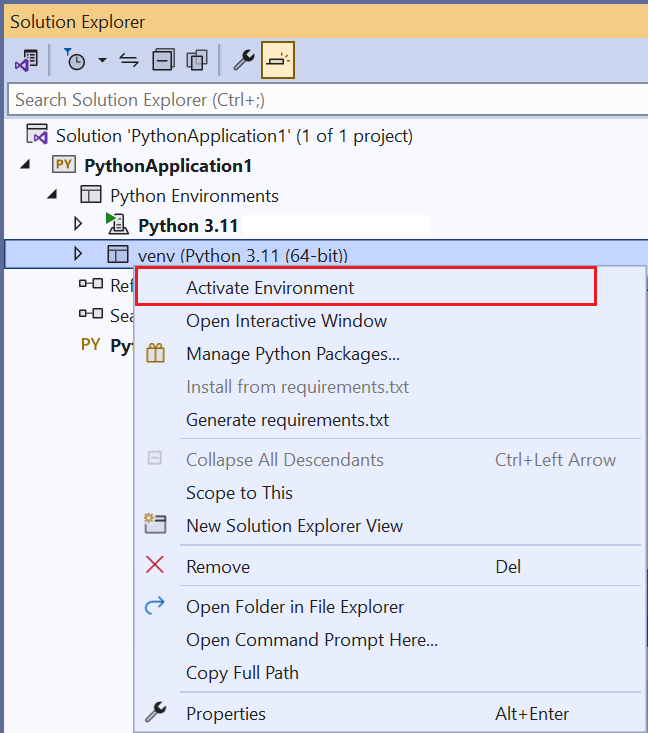 Solution Explorer
Search Solution Explorer (Ctrl+;)
Solution 'PythonApplication1' (1 of 1 project)
PY PythonApplication1
Python Environments
Python 3.11
venv (Python 3.11 (64-bit))
Ref
Sea
PY Pyt
Activate Environment
Open Interactive Window
Manage Python Packages...
Install from requirements.txt
Generate requirements.txt
Collapse All Descendants Ctrl+Left Arrow
Scope to This
New Solution Explorer View
Remove Del
Open Folder in File Explorer
Open Command Prompt Here...
Copy Full Path
Properties Alt+Enter